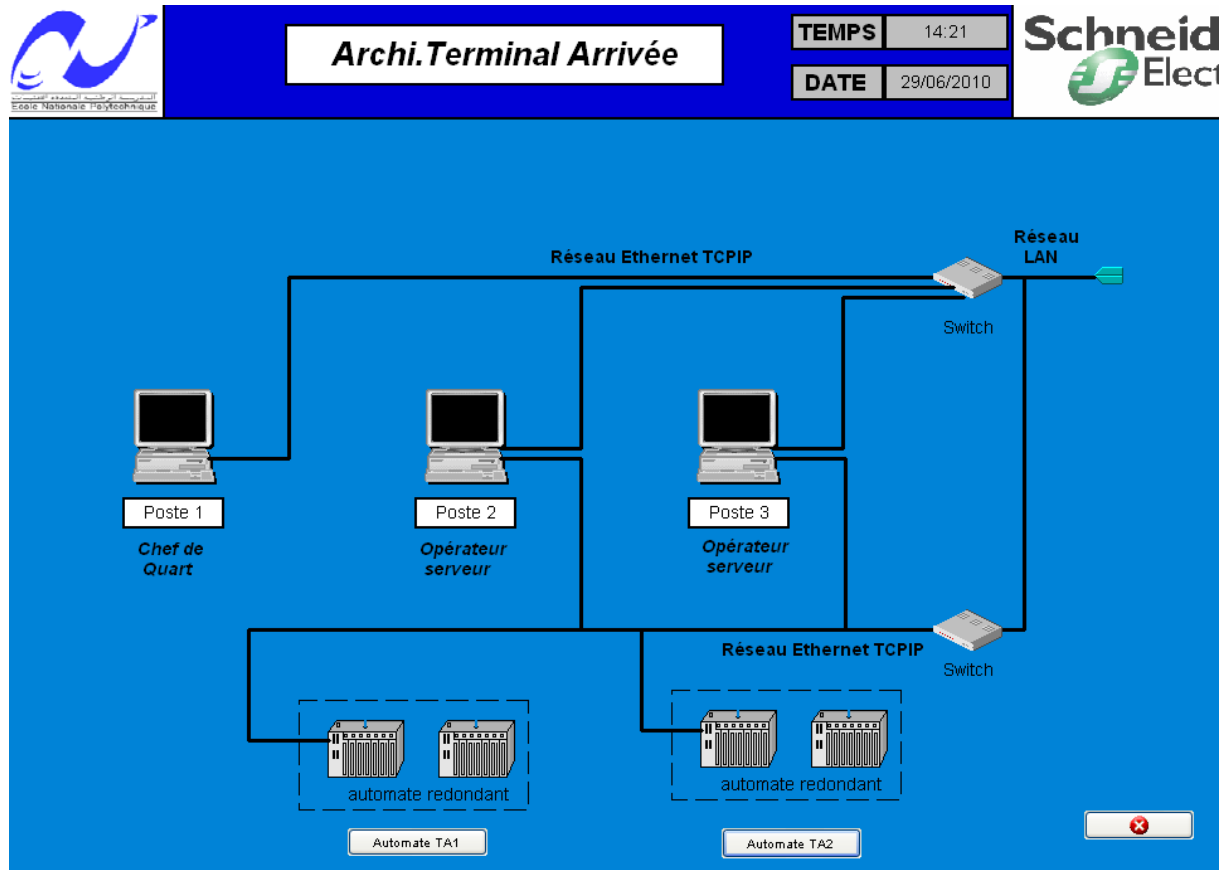 Archi.Terminal Arrivée
TEMPS 14:21
DATE 29/06/2010
Schneid
Elect
Ecole Nationale Polytechnique
Réseau Ethernet TCPIP
Réseau
LAN
Switch
Poste 1
Poste 2
Poste 3
Chef de
Quart
Opérateur
serveur
Opérateur
serveur
Réseau Ethernet TCPIP
Switch
automate redondant
automate redondant
Automate TA1
Automate TA2